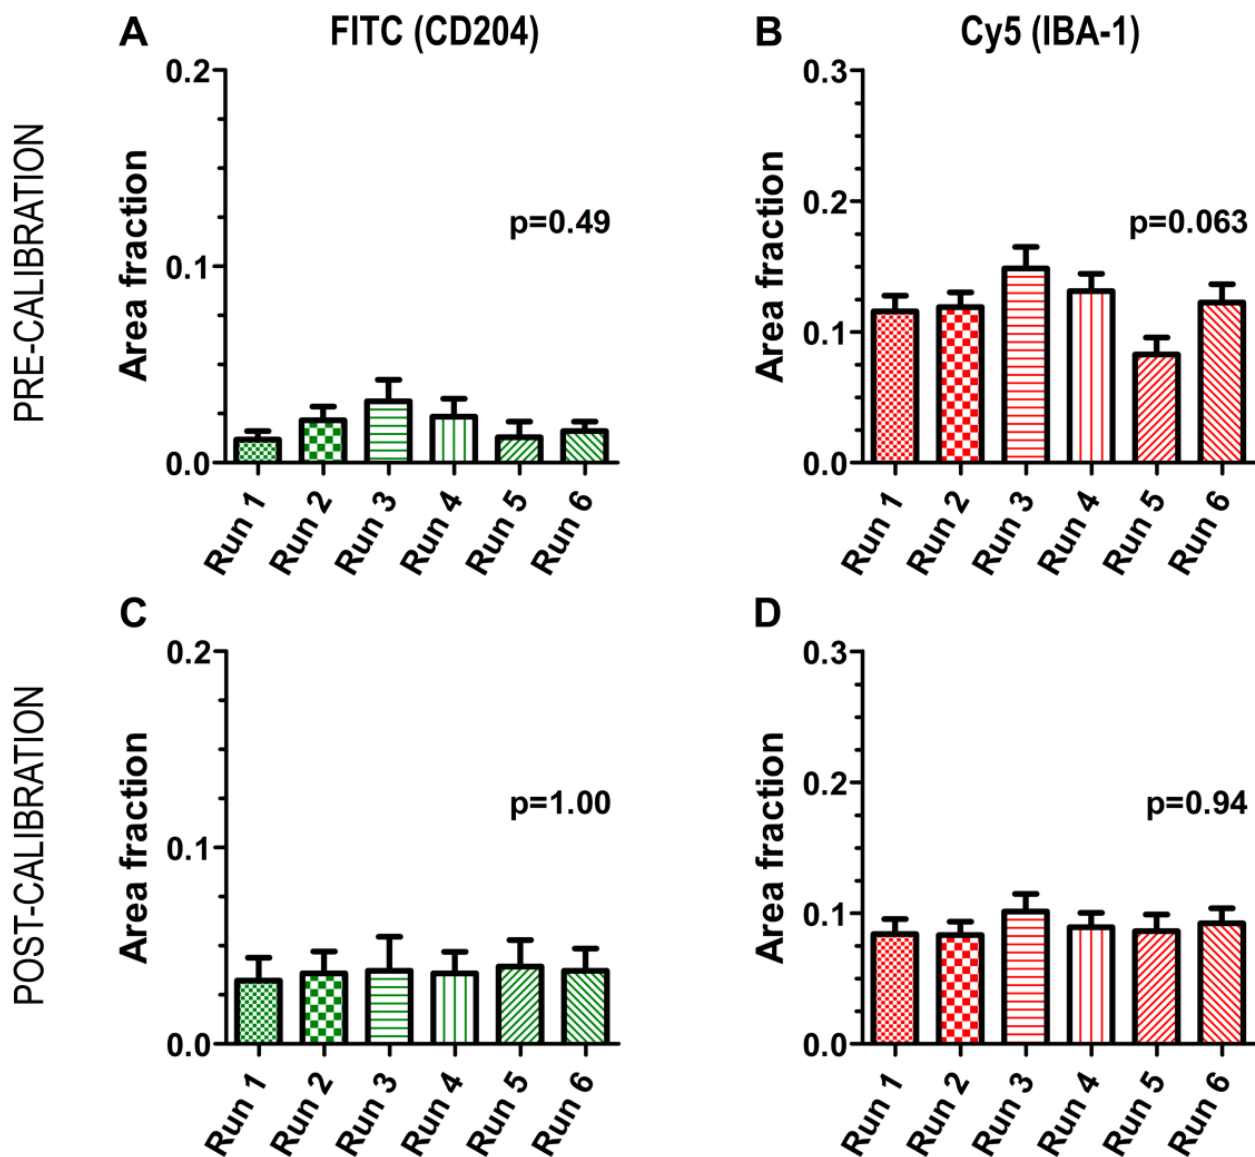 A
FITC (CD204)
B
Cy5 (IBA-1)
PRE-CALIBRATION
Area fraction
0.2
0.1
0.0
p=0.49
Run 1
Run 2
Run 3
Run 4
Run 5
Run 6
Area fraction
0.3
0.2
0.1
0.0
p=0.063
Run 1
Run 2
Run 3
Run 4
Run 5
Run 6
C
D
POST-CALIBRATION
Area fraction
0.2
0.1
0.0
p=1.00
Run 1
Run 2
Run 3
Run 4
Run 5
Run 6
Area fraction
0.3
0.2
0.1
0.0
p=0.94
Run 1
Run 2
Run 3
Run 4
Run 5
Run 6